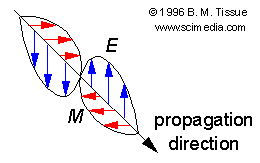 © 1996 B. M. Tissue
www.scimedia.com
E
M
propagation
direction